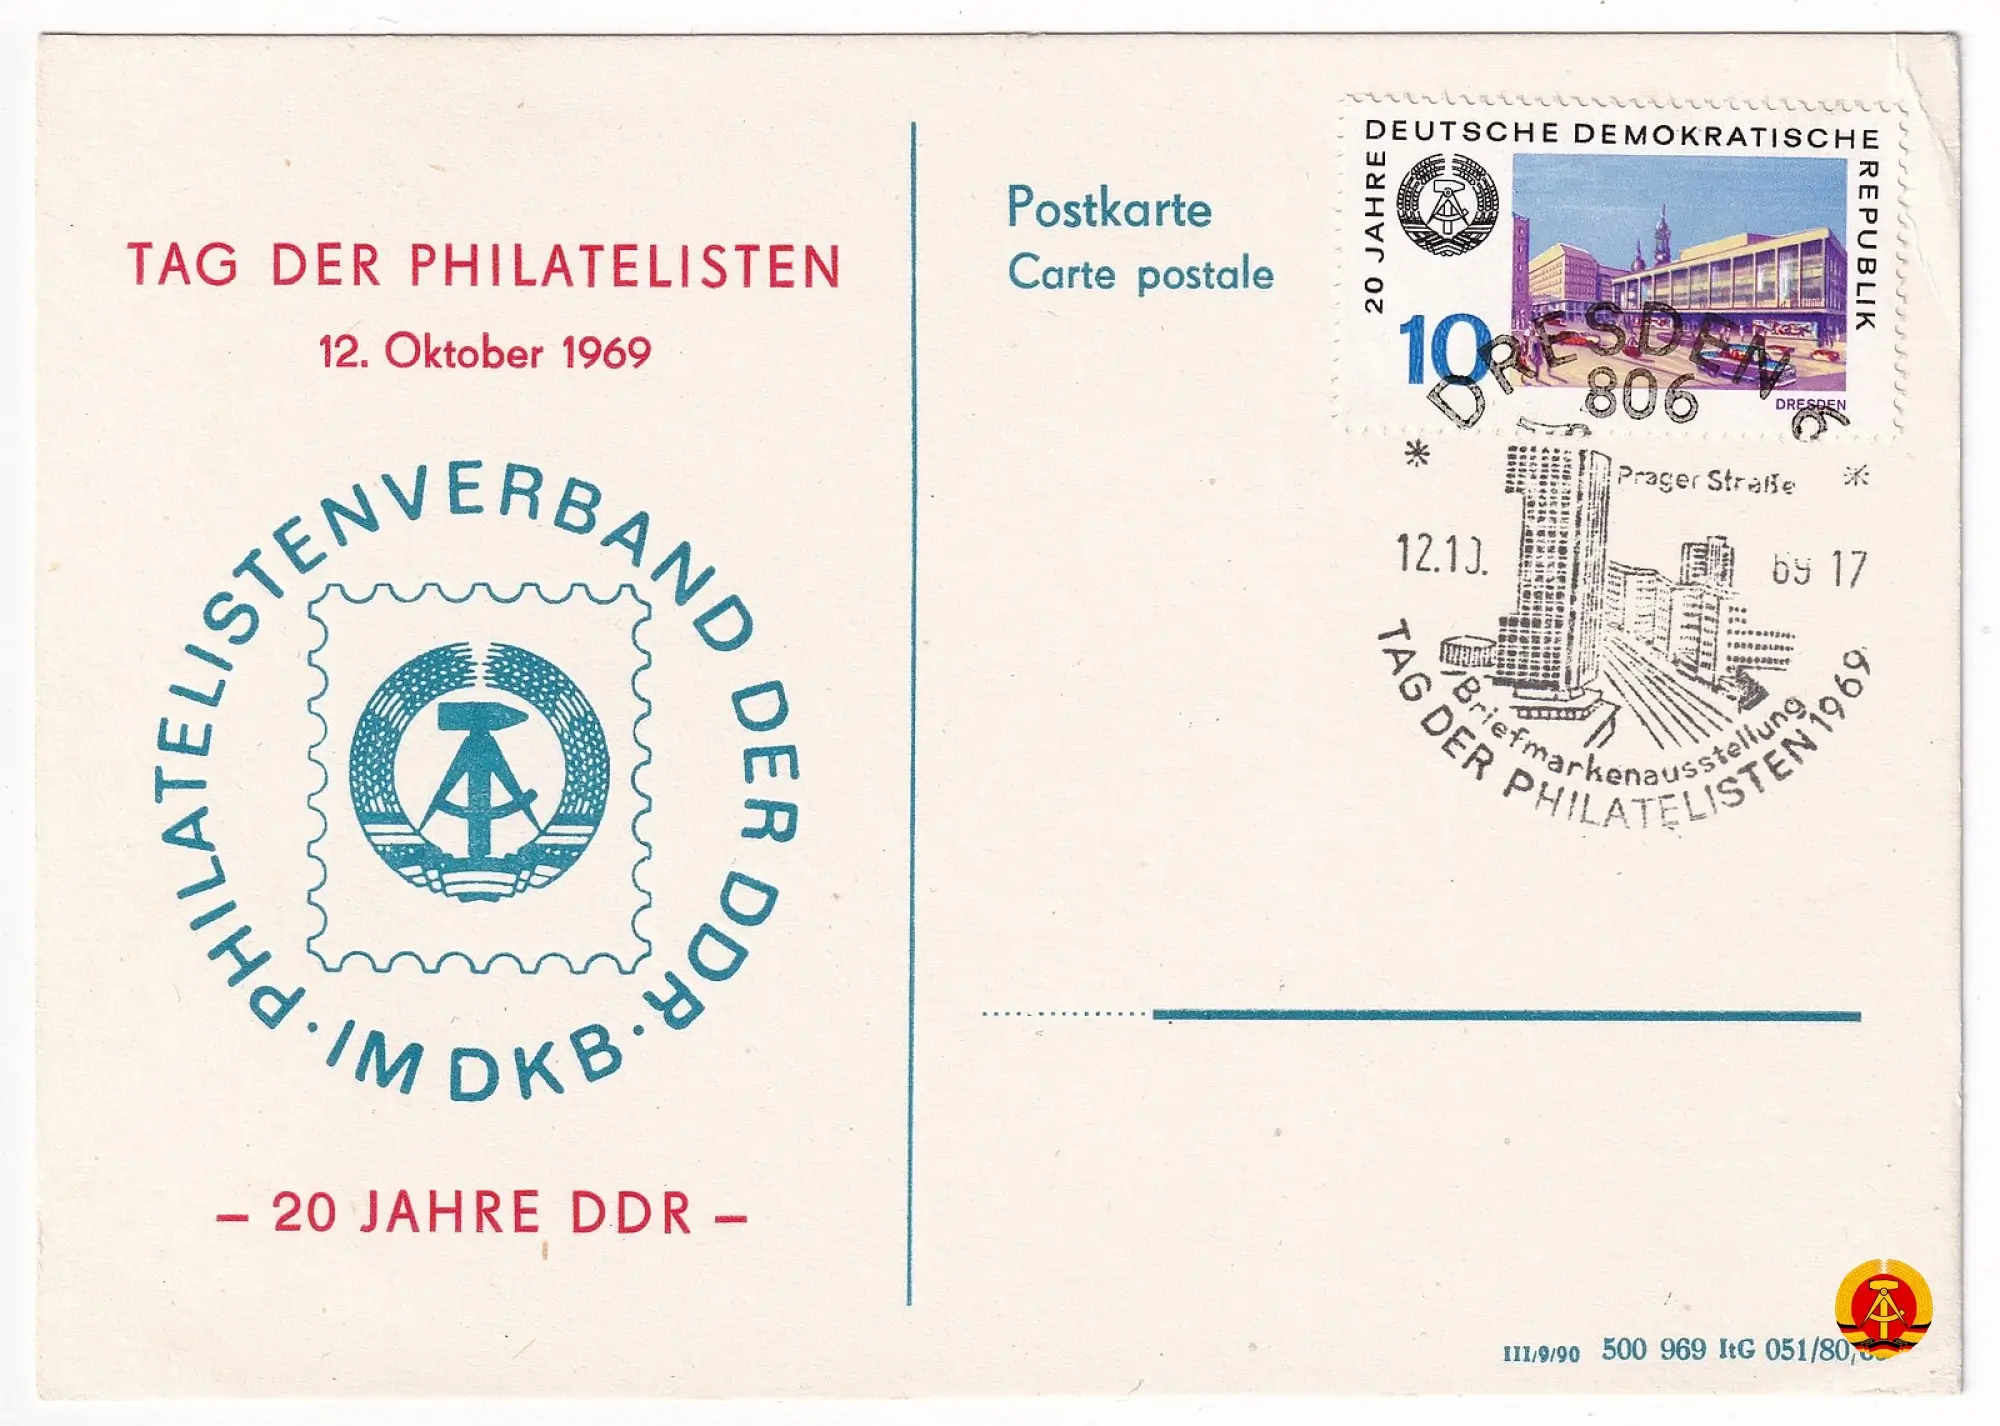 TAG DER PHILATELISTEN
12. Oktober 1969
PHILATELISTENVERBAND DER DDR · IM DKB ·
– 20 JAHRE DDR –
Postkarte
Carte postale
20 JAHRE
DEUTSCHE DEMOKRATISCHE
REPUBLIK
10
DRESDEN
* DRESDEN 6 *
806
Prager Straße
12.10. 69 17
Briefmarkenausstellung
TAG DER PHILATELISTEN 1969
III/9/90 500 969 ItG 051/80/